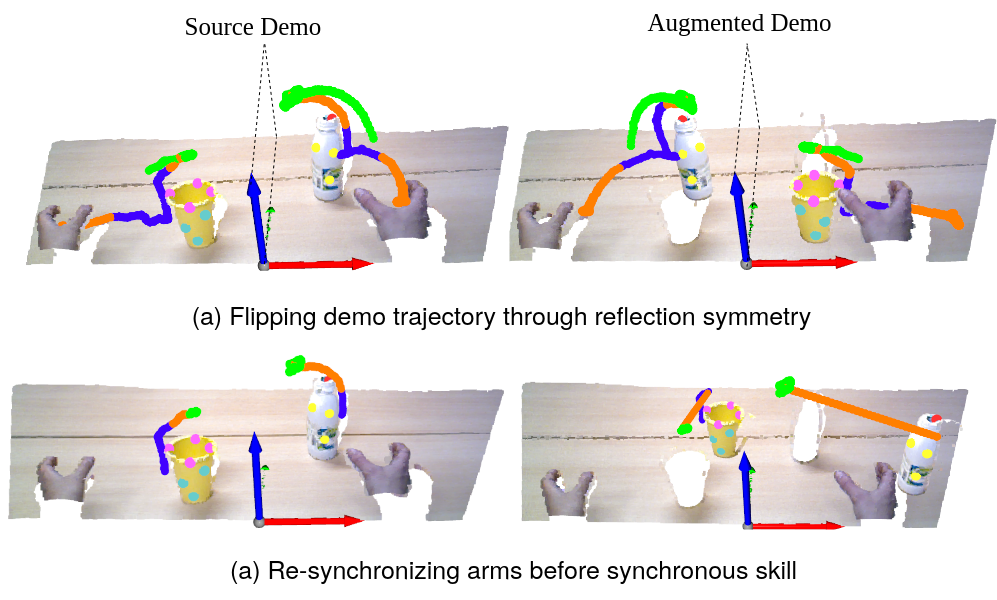 Source Demo
Augmented Demo
(a) Flipping demo trajectory through reflection symmetry
(a) Re-synchronizing arms before synchronous skill